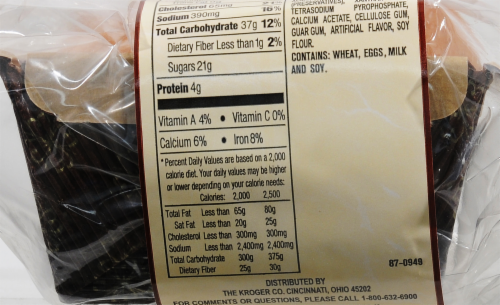 Cholesterol
Sodium 390mg 16%
Total Carbohydrate 37g 12%
Dietary Fiber Less than 1g 2%
Sugars 21g
Protein 4g
Vitamin A 4% • Vitamin C 0%
Calcium 6% • Iron 8%
*Percent Daily Values are based on a 2,000
calorie diet. Your daily values may be higher
or lower depending on your calorie needs:
Calories: 2,000 2,500
Total Fat Less than 65g 80g
Sat Fat Less than 20g 25g
Cholesterol Less than 300mg 300mg
Sodium Less than 2,400mg 2,400mg
Total Carbohydrate 300g 375g
Dietary Fiber 25g 30g
PRESERVATIVES),
TETRASODIUM PYROPHOSPHATE,
CALCIUM ACETATE, CELLULOSE GUM,
GUAR GUM, ARTIFICIAL FLAVOR, SOY
FLOUR.
CONTAINS: WHEAT, EGGS, MILK
AND SOY.
87-0949
DISTRIBUTED BY
THE KROGER CO. CINCINNATI, OHIO 45202
FOR COMMENTS OR QUESTIONS, PLEASE CALL 1-800-632-6900